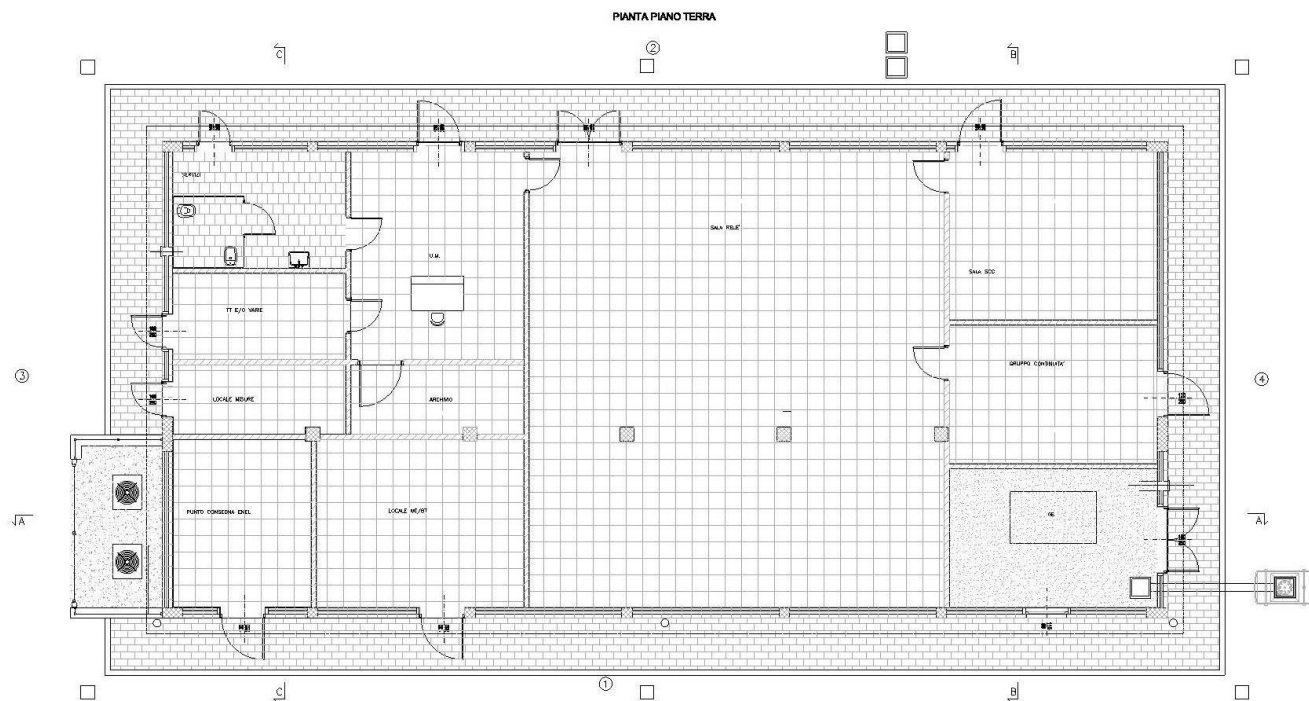 PIANTA PIANO TERRA
C
2
B
SERVIZI
SALA RELE'
U.M.
SALA SCC
TT E/O VARIE
GRUPPO CONTINUITA'
3
4
LOCALE MISURE
ARCHIVIO
PUNTO CONSEGNA ENEL
LOCALE MT/BT
GE
A
A
C
1
B